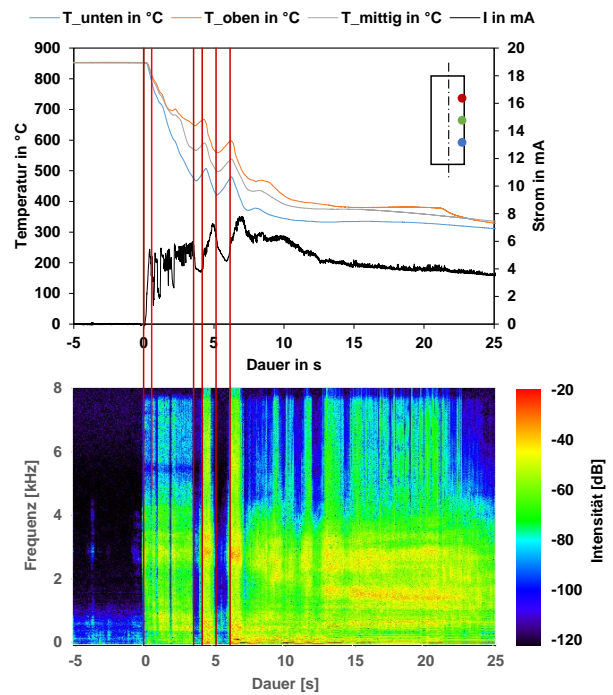 T_unten in °C T_oben in °C T_mittig in °C I in mA
900 20
800 18
700 16
600 14
500 12
400 10
300 8
200 6
100 4
0 2
0
-5 0 5 10 15 20 25
Dauer in s
Temperatur in °C
Strom in mA
8
6
4
2
0
Frequenz [kHz]
-5 0 5 10 15 20 25
Dauer [s]
-20
-40
-60
-80
-100
-120
Intensität [dB]